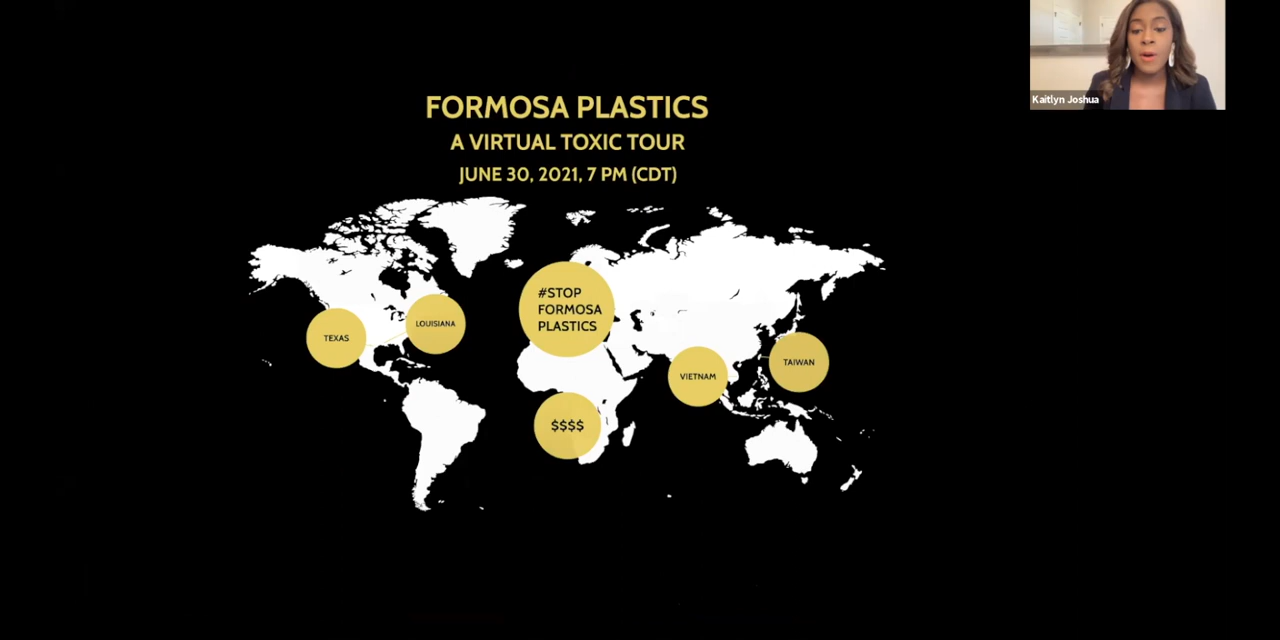 FORMOSA PLASTICS
A VIRTUAL TOXIC TOUR
JUNE 30, 2021, 7 PM (CDT)
Kaitlyn Joshua
#STOP
FORMOSA
PLASTICS
TEXAS
LOUISIANA
VIETNAM
TAIWAN
$$$$